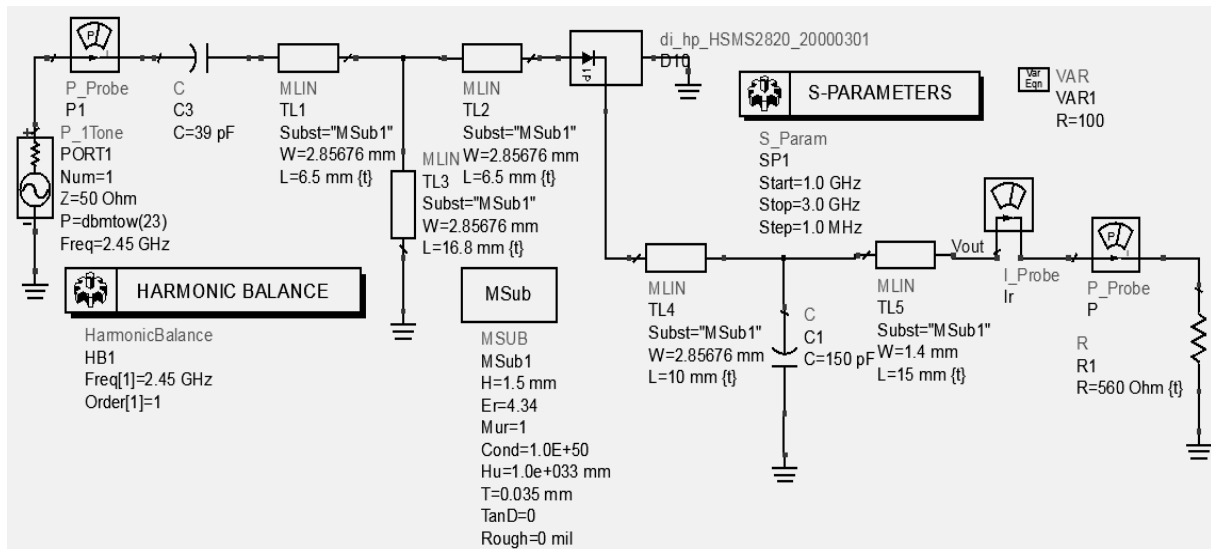 P
P_Probe
P1
P_1Tone
PORT1
Num=1
Z=50 Ohm
P=dbmtow(23)
Freq=2.45 GHz
C
C3
C=39 pF
MLIN
TL1
Subst="MSub1"
W=2.85676 mm
L=6.5 mm {t}
MLIN
TL2
Subst="MSub1"
W=2.85676 mm
L=6.5 mm {t}
MLIN
TL3
Subst="MSub1"
W=2.85676 mm
L=16.8 mm {t}
di_hp_HSMS2820_20000301
D10
S-PARAMETERS
S_Param
SP1
Start=1.0 GHz
Stop=3.0 GHz
Step=1.0 MHz
Var
Eqn
VAR
VAR1
R=100
HARMONIC BALANCE
HarmonicBalance
HB1
Freq[1]=2.45 GHz
Order[1]=1
MSub
MSUB
MSub1
H=1.5 mm
Er=4.34
Mur=1
Cond=1.0E+50
Hu=1.0e+033 mm
T=0.035 mm
TanD=0
Rough=0 mil
MLIN
TL4
Subst="MSub1"
W=2.85676 mm
L=10 mm {t}
C
C1
C=150 pF
MLIN
TL5
Subst="MSub1"
W=1.4 mm
L=15 mm {t}
Vout
I_Probe
Ir
P
P_Probe
P
R
R1
R=560 Ohm {t}